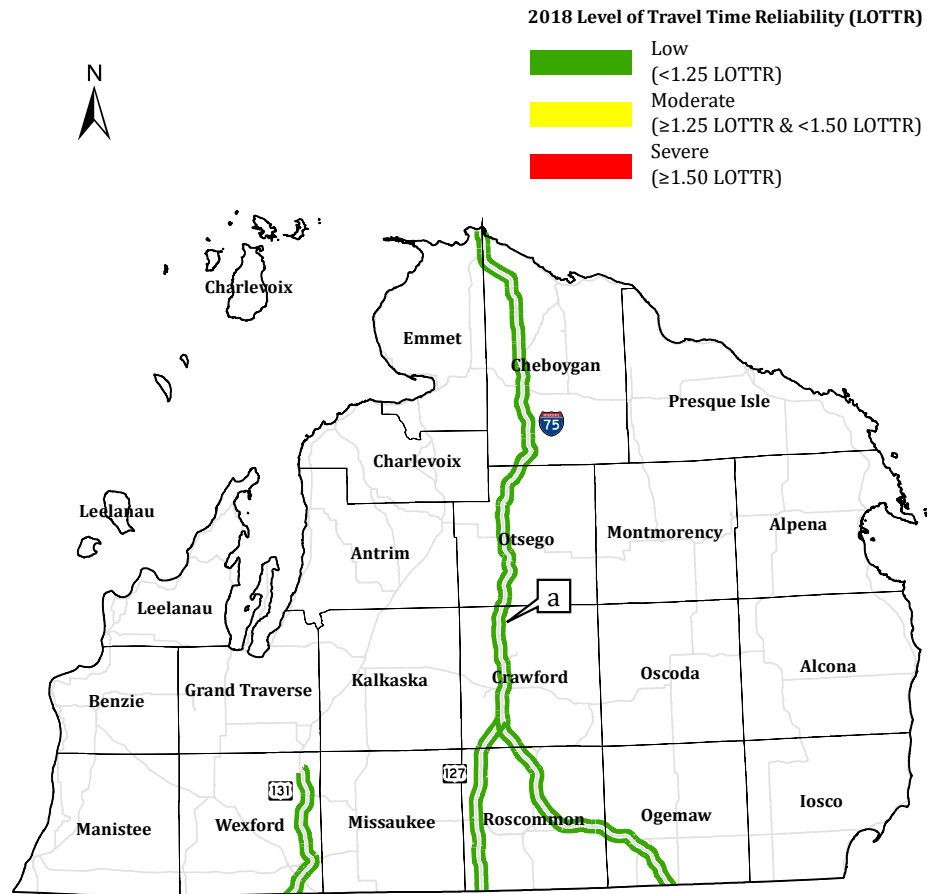 2018 Level of Travel Time Reliability (LOTTR)
Low
(<1.25 LOTTR)
Moderate
(≥1.25 LOTTR & <1.50 LOTTR)
Severe
(≥1.50 LOTTR)
N
Charlevoix
Emmet
Cheboygan
Presque Isle
75
Charlevoix
Leelanau
Otsego
Montmorency
Alpena
Antrim
a
Leelanau
Benzie
Grand Traverse
Kalkaska
Crawford
Oscoda
Alcona
131
127
Manistee
Wexford
Missaukee
Roscommon
Ogemaw
Iosco